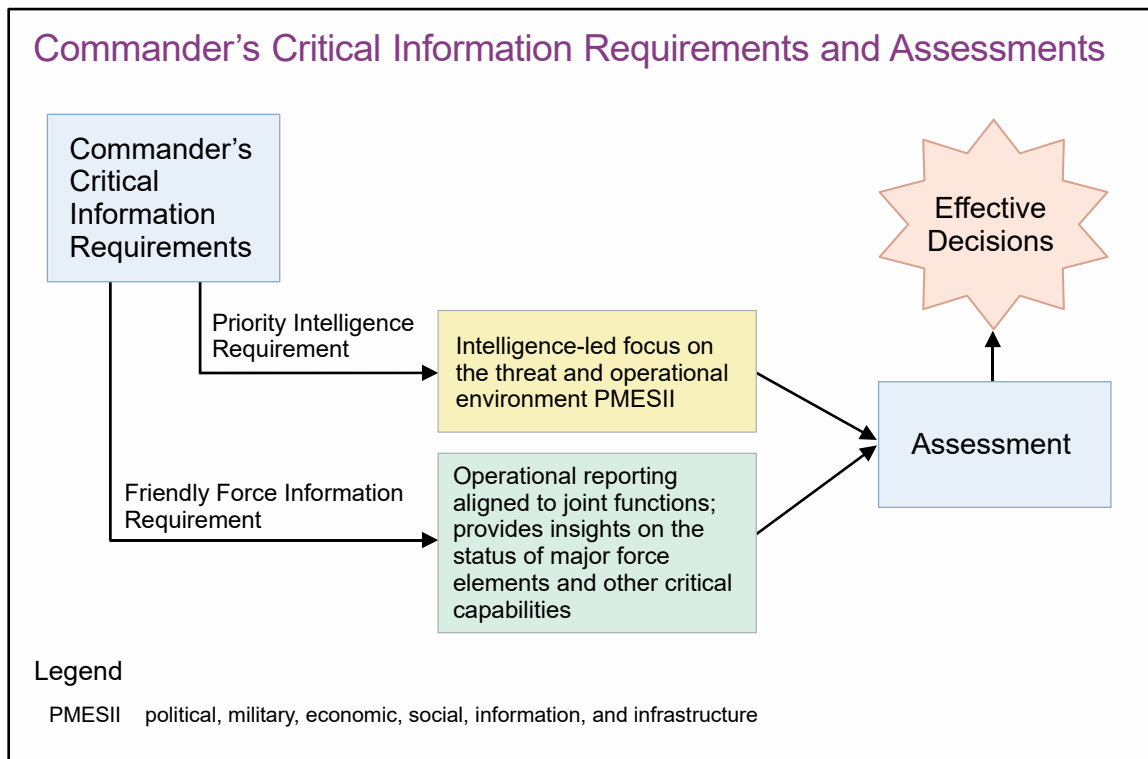 Commander’s Critical Information Requirements and Assessments
Commander’s
Critical
Information
Requirements
Effective
Decisions
Priority Intelligence
Requirement
Intelligence-led focus on
the threat and operational
environment PMESII
Assessment
Friendly Force Information
Requirement
Operational reporting
aligned to joint functions;
provides insights on the
status of major force
elements and other critical
capabilities
Legend
PMESII political, military, economic, social, information, and infrastructure